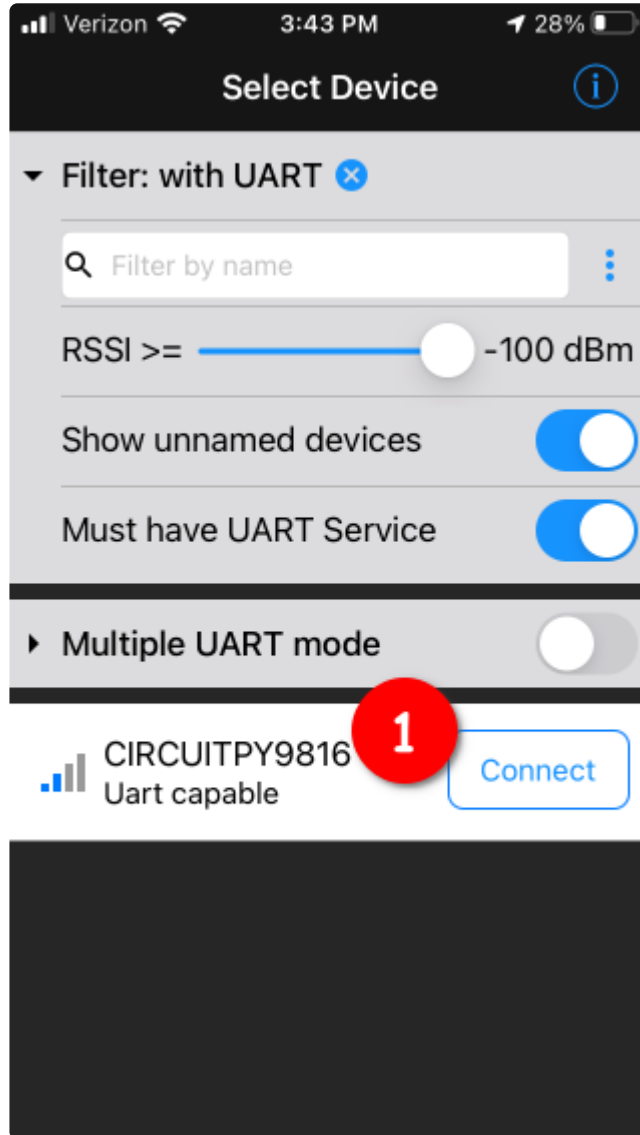 Verizon 3:43 PM 28%
Select Device
Filter: with UART
Filter by name
RSSI >= -100 dBm
Show unnamed devices
Must have UART Service
Multiple UART mode
1
CIRCUITPY9816 Connect
Uart capable